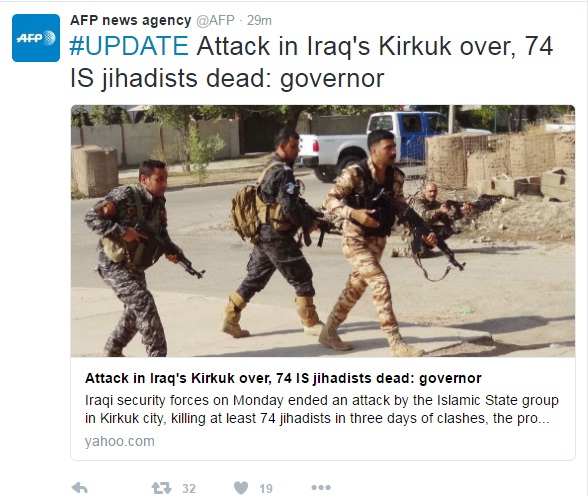 AFP news agency @AFP · 29m
AFP
#UPDATE Attack in Iraq's Kirkuk over, 74
IS jihadists dead: governor
Attack in Iraq's Kirkuk over, 74 IS jihadists dead: governor
Iraqi security forces on Monday ended an attack by the Islamic State group
in Kirkuk city, killing at least 74 jihadists in three days of clashes, the pro...
yahoo.com
32
19